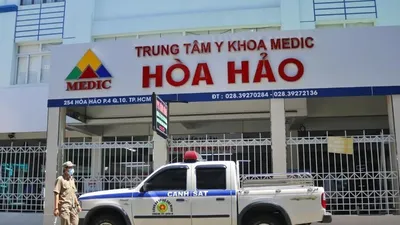 TRUNG TÂM Y KHOA MEDIC
HÒA HẢO
MEDIC
254 HÒA HẢO P.4 Q.10, TP.HCM
ĐT : 028.39270284 - 028.39272136
CẢNH SÁT